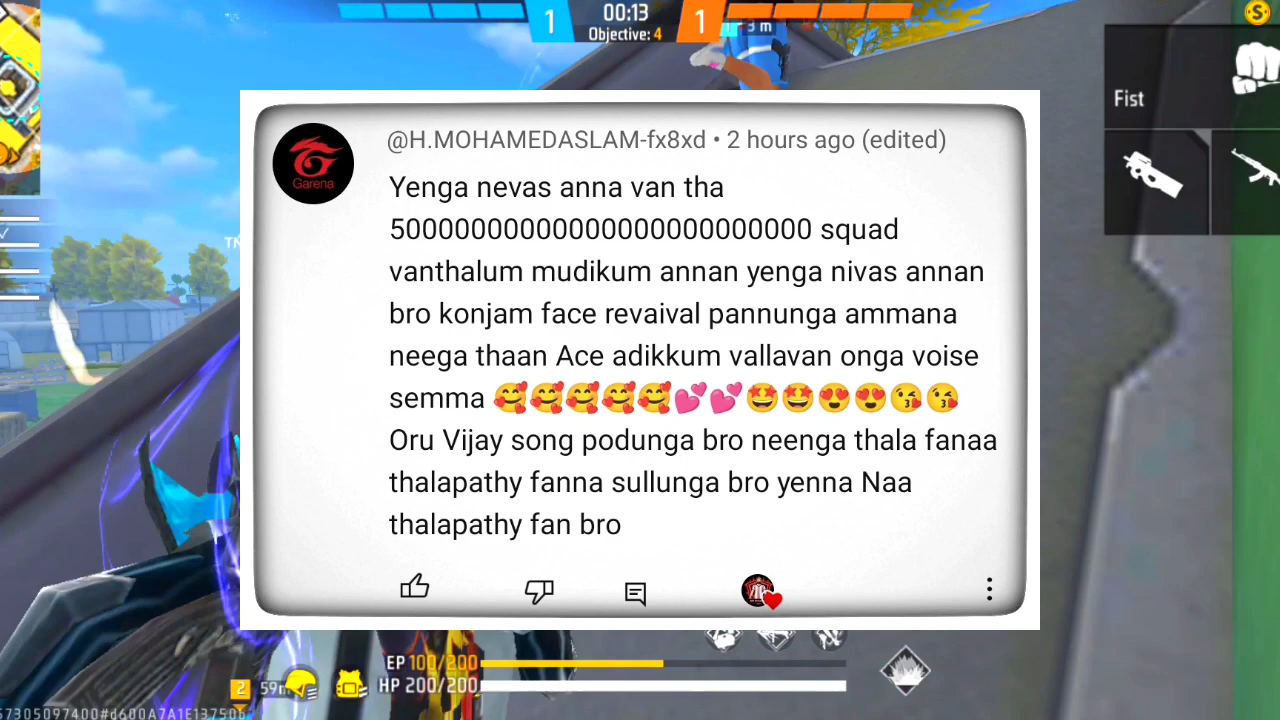 1
00:13
1
Objective: 4
3 m
Fist
Garena
@H.MOHAMEDASLAM-fx8xd • 2 hours ago (edited)
Yenga nevas anna van tha
50000000000000000000000000 squad
vanthalum mudikum annan yenga nivas annan
bro konjam face revaival pannunga ammana
neega thaan Ace adikkum vallavan onga voise
semma 🥰🥰🥰🥰🥰💕💕🤩🤩😍😍😘😘
Oru Vijay song podunga bro neenga thala fanaa
thalapathy fanna sullunga bro yenna Naa
thalapathy fan bro
EP 100/200
HP 200/200
2 59m